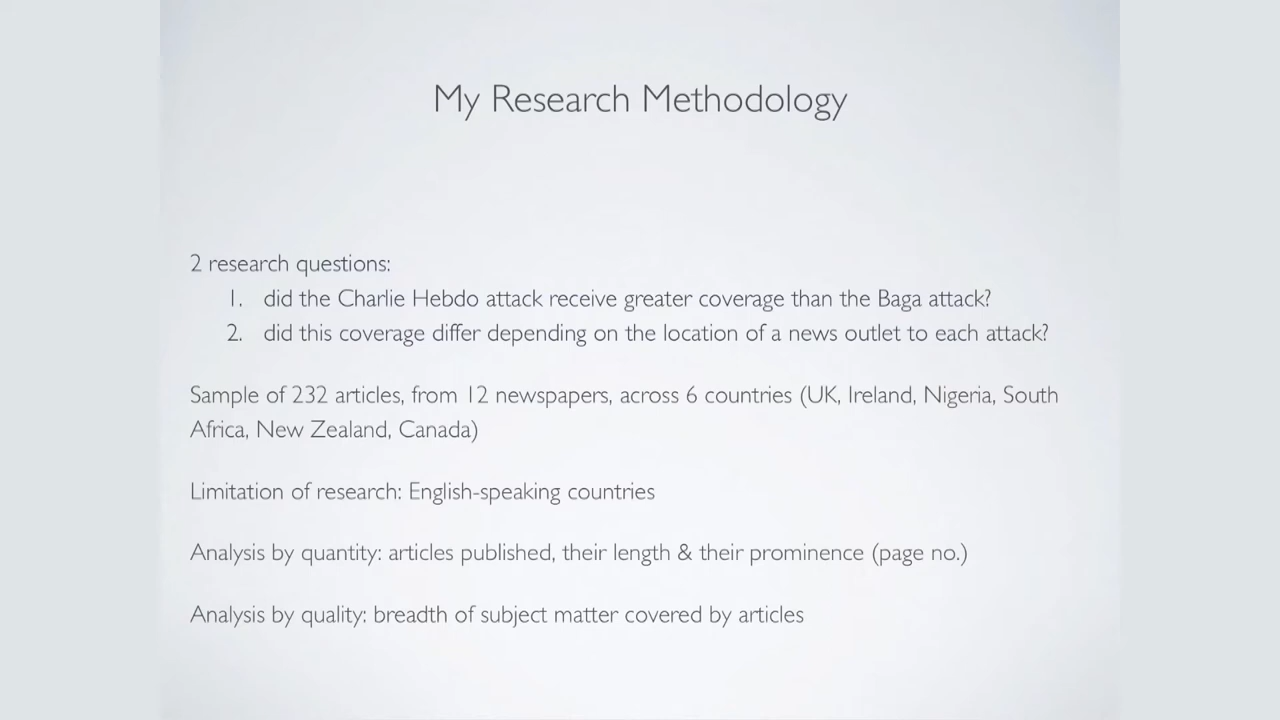 My Research Methodology
2 research questions:
1. did the Charlie Hebdo attack receive greater coverage than the Baga attack?
2. did this coverage differ depending on the location of a news outlet to each attack?
Sample of 232 articles, from 12 newspapers, across 6 countries (UK, Ireland, Nigeria, South
Africa, New Zealand, Canada)
Limitation of research: English-speaking countries
Analysis by quantity: articles published, their length & their prominence (page no.)
Analysis by quality: breadth of subject matter covered by articles